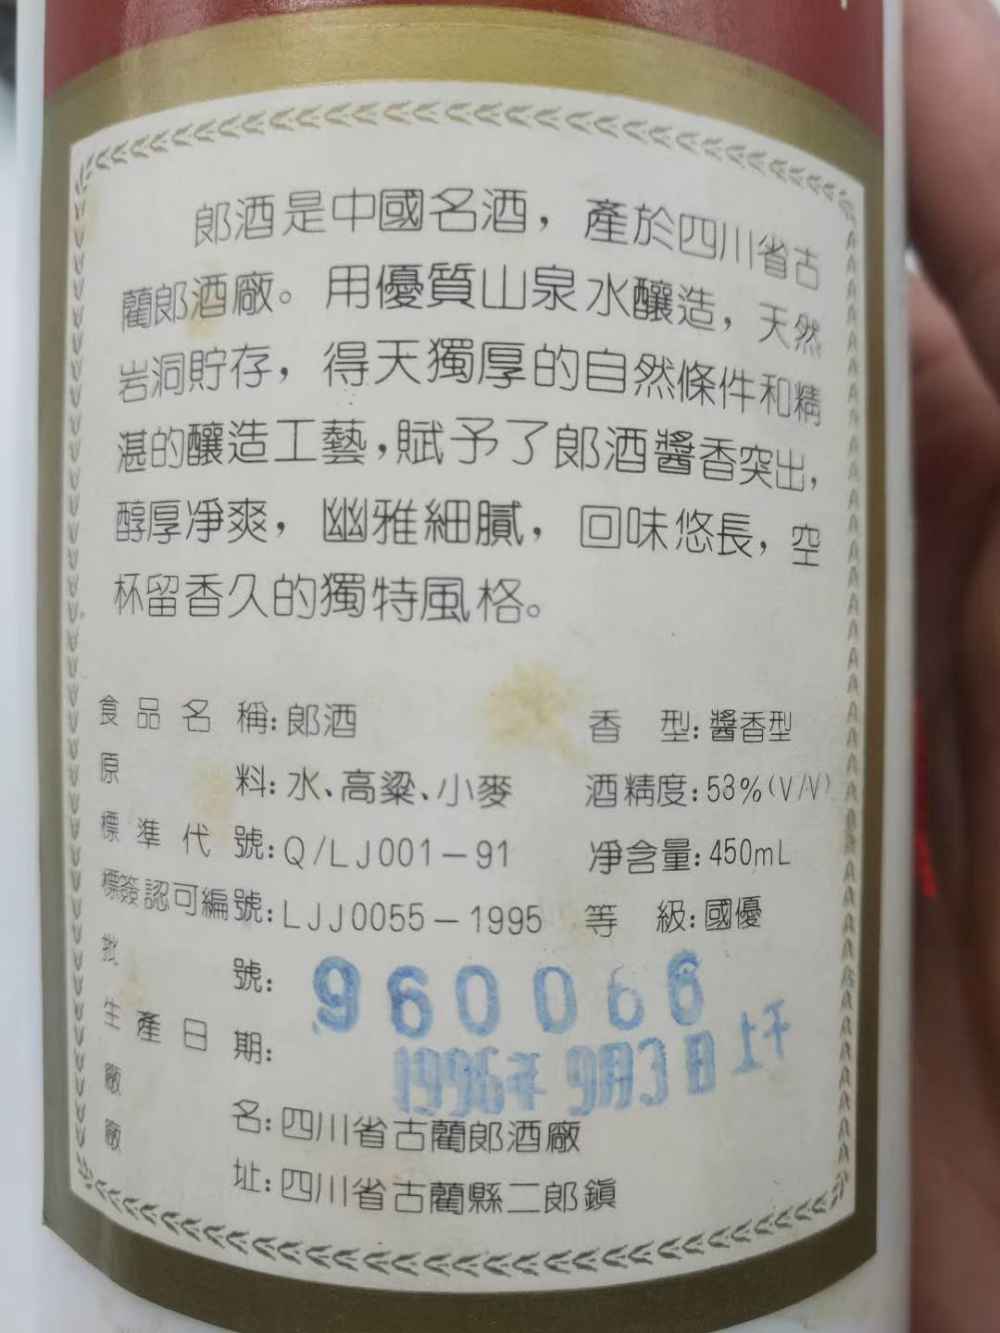 郎酒是中國名酒，產於四川省古
藺郎酒廠。用優質山泉水釀造，天然
岩洞貯存，得天獨厚的自然條件和精
湛的釀造工藝，賦予了郎酒醬香突出，
醇厚凈爽，幽雅細膩，回味悠長，空
杯留香久的獨特風格。
食品名稱:郎酒 香型:醬香型
原料:水、高粱、小麥 酒精度:53%(V/V)
標準代號:Q/LJ001－91 凈含量:450mL
標簽認可編號:LJJ0055－1995 等級:國優
批號: 960066
生產日期: 1996年9月3日上午
廠名:四川省古藺郎酒廠
廠址:四川省古藺縣二郎鎮